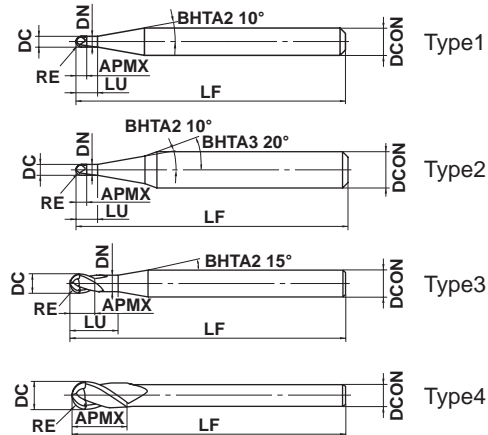 BHTA2 10°
DC
DN
DCON
Type1
RE
APMX
LU
LF
BHTA2 10°
BHTA3 20°
DC
DN
DCON
Type2
RE
APMX
LU
LF
BHTA2 15°
DC
DN
DCON
Type3
RE
APMX
LU
LF
DC
DCON
Type4
RE
APMX
LF